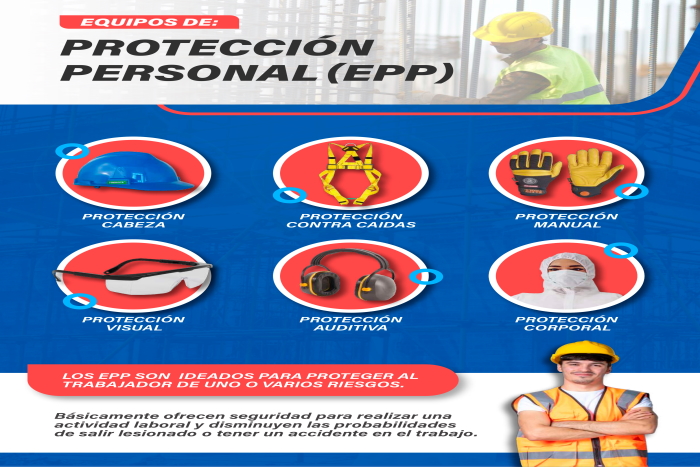 EQUIPOS DE:
PROTECCIÓN
PERSONAL (EPP)
PROTECCIÓN
CABEZA
PROTECCIÓN
CONTRA CAIDAS
PROTECCIÓN
MANUAL
PROTECCIÓN
VISUAL
PROTECCIÓN
AUDITIVA
PROTECCIÓN
CORPORAL
LOS EPP SON IDEADOS PARA PROTEGER AL
TRABAJADOR DE UNO O VARIOS RIESGOS.
Básicamente ofrecen seguridad para realizar una
actividad laboral y disminuyen las probabilidades
de salir lesionado o tener un accidente en el trabajo.